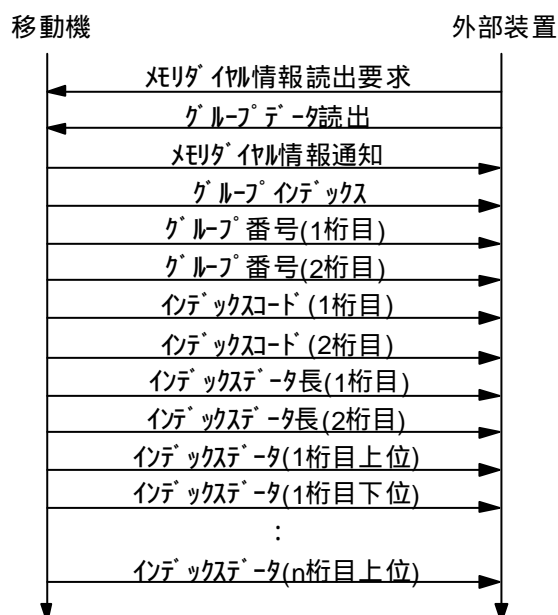 移動機 外部装置
ﾒﾓﾘﾀﾞｲﾔﾙ情報読出要求
ｸﾞﾙｰﾌﾟﾃﾞｰﾀ読出
ﾒﾓﾘﾀﾞｲﾔﾙ情報通知
ｸﾞﾙｰﾌﾟｲﾝﾃﾞｯｸｽ
ｸﾞﾙｰﾌﾟ番号(1桁目)
ｸﾞﾙｰﾌﾟ番号(2桁目)
ｲﾝﾃﾞｯｸｽｺｰﾄﾞ(1桁目)
ｲﾝﾃﾞｯｸｽｺｰﾄﾞ(2桁目)
ｲﾝﾃﾞｯｸｽﾃﾞｰﾀ長(1桁目)
ｲﾝﾃﾞｯｸｽﾃﾞｰﾀ長(2桁目)
ｲﾝﾃﾞｯｸｽﾃﾞｰﾀ(1桁目上位)
ｲﾝﾃﾞｯｸｽﾃﾞｰﾀ(1桁目下位)
:
ｲﾝﾃﾞｯｸｽﾃﾞｰﾀ(n桁目上位)